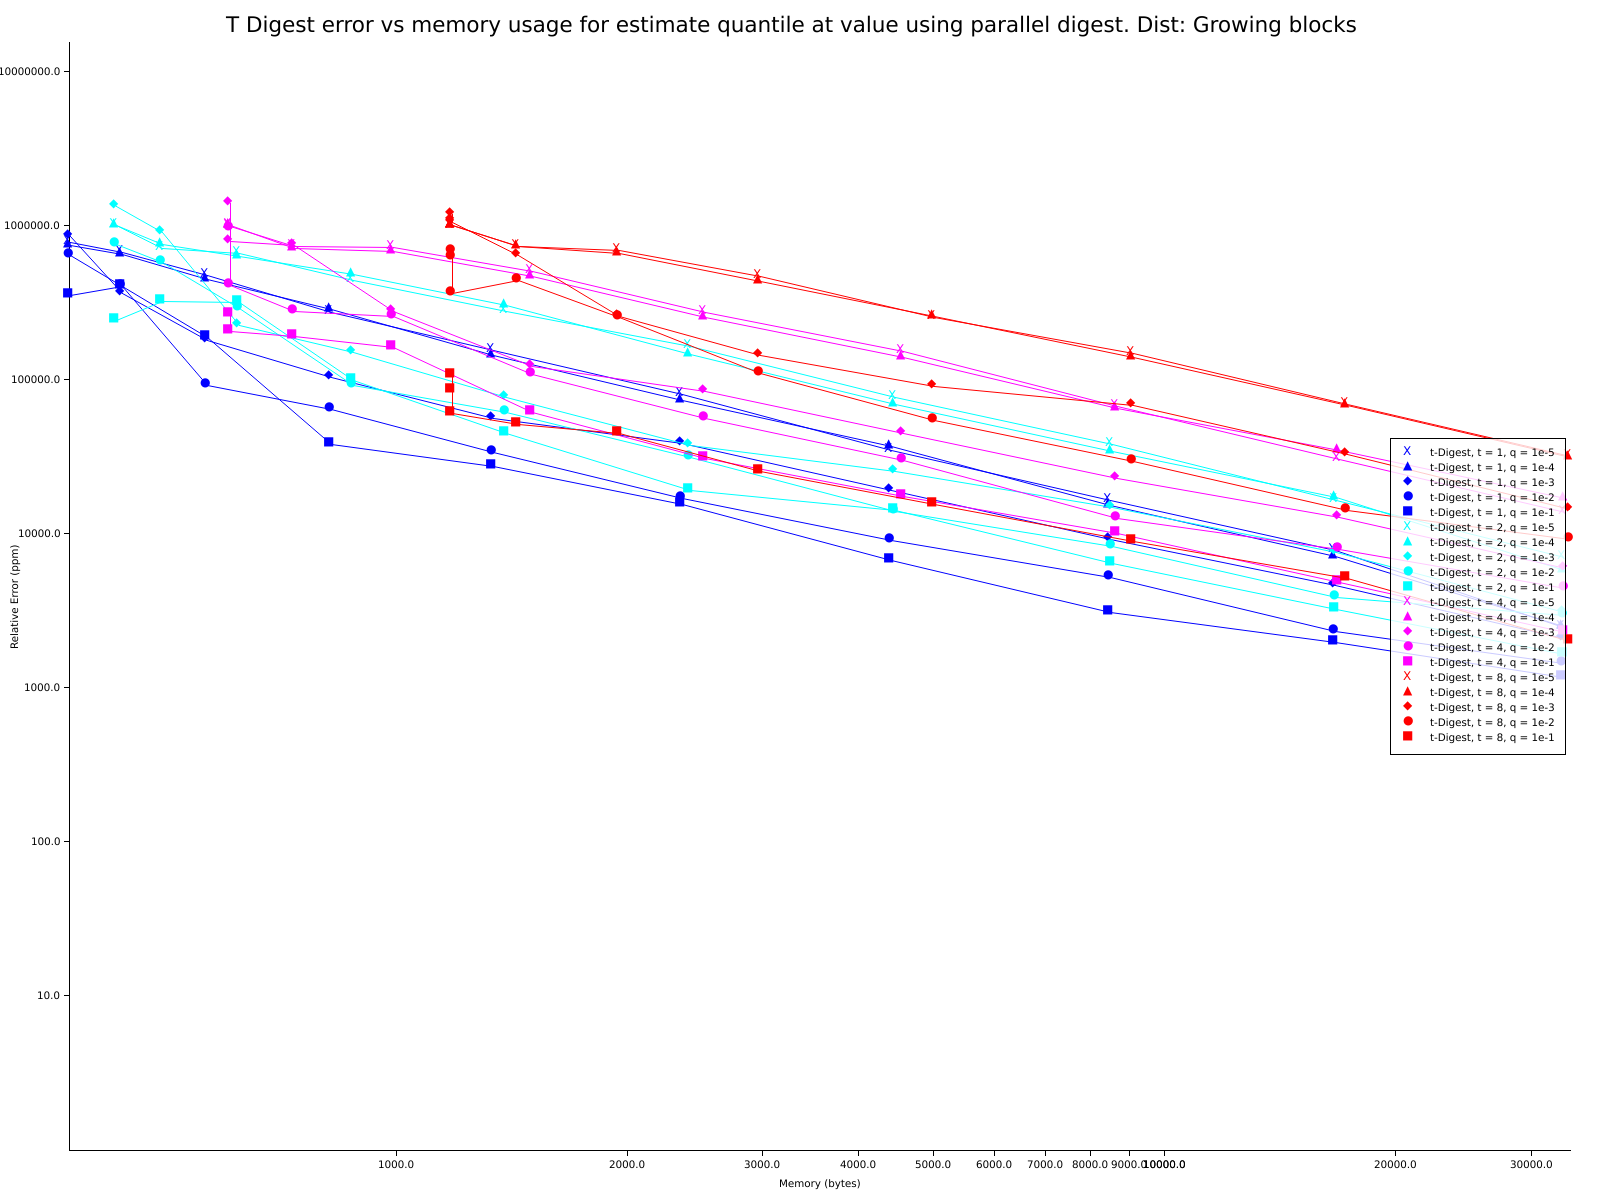 T Digest error vs memory usage for estimate quantile at value using parallel digest. Dist: Growing blocks
10000000.0
1000000.0
100000.0
10000.0
1000.0
100.0
10.0
Relative Error (ppm)
t-Digest, t = 1, q = 1e-5
t-Digest, t = 1, q = 1e-4
t-Digest, t = 1, q = 1e-3
t-Digest, t = 1, q = 1e-2
t-Digest, t = 1, q = 1e-1
t-Digest, t = 2, q = 1e-5
t-Digest, t = 2, q = 1e-4
t-Digest, t = 2, q = 1e-3
t-Digest, t = 2, q = 1e-2
t-Digest, t = 2, q = 1e-1
t-Digest, t = 4, q = 1e-5
t-Digest, t = 4, q = 1e-4
t-Digest, t = 4, q = 1e-3
t-Digest, t = 4, q = 1e-2
t-Digest, t = 4, q = 1e-1
t-Digest, t = 8, q = 1e-5
t-Digest, t = 8, q = 1e-4
t-Digest, t = 8, q = 1e-3
t-Digest, t = 8, q = 1e-2
t-Digest, t = 8, q = 1e-1
1000.0 2000.0 3000.0 4000.0 5000.0 6000.0 7000.0 8000.0 9000.0 10000.0 20000.0 30000.0
Memory (bytes)